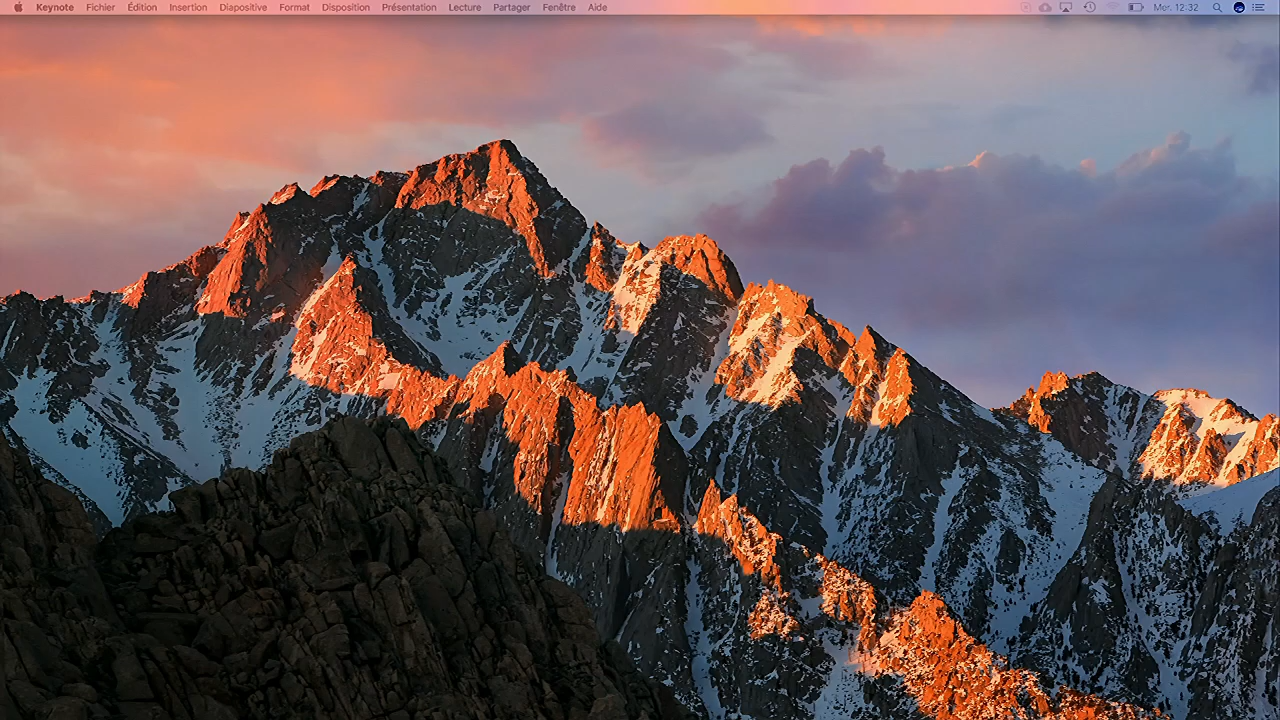 Keynote Fichier Édition Insertion Diapositive Format Disposition Présentation Lecture Partager Fenêtre Aide Mer. 12:32